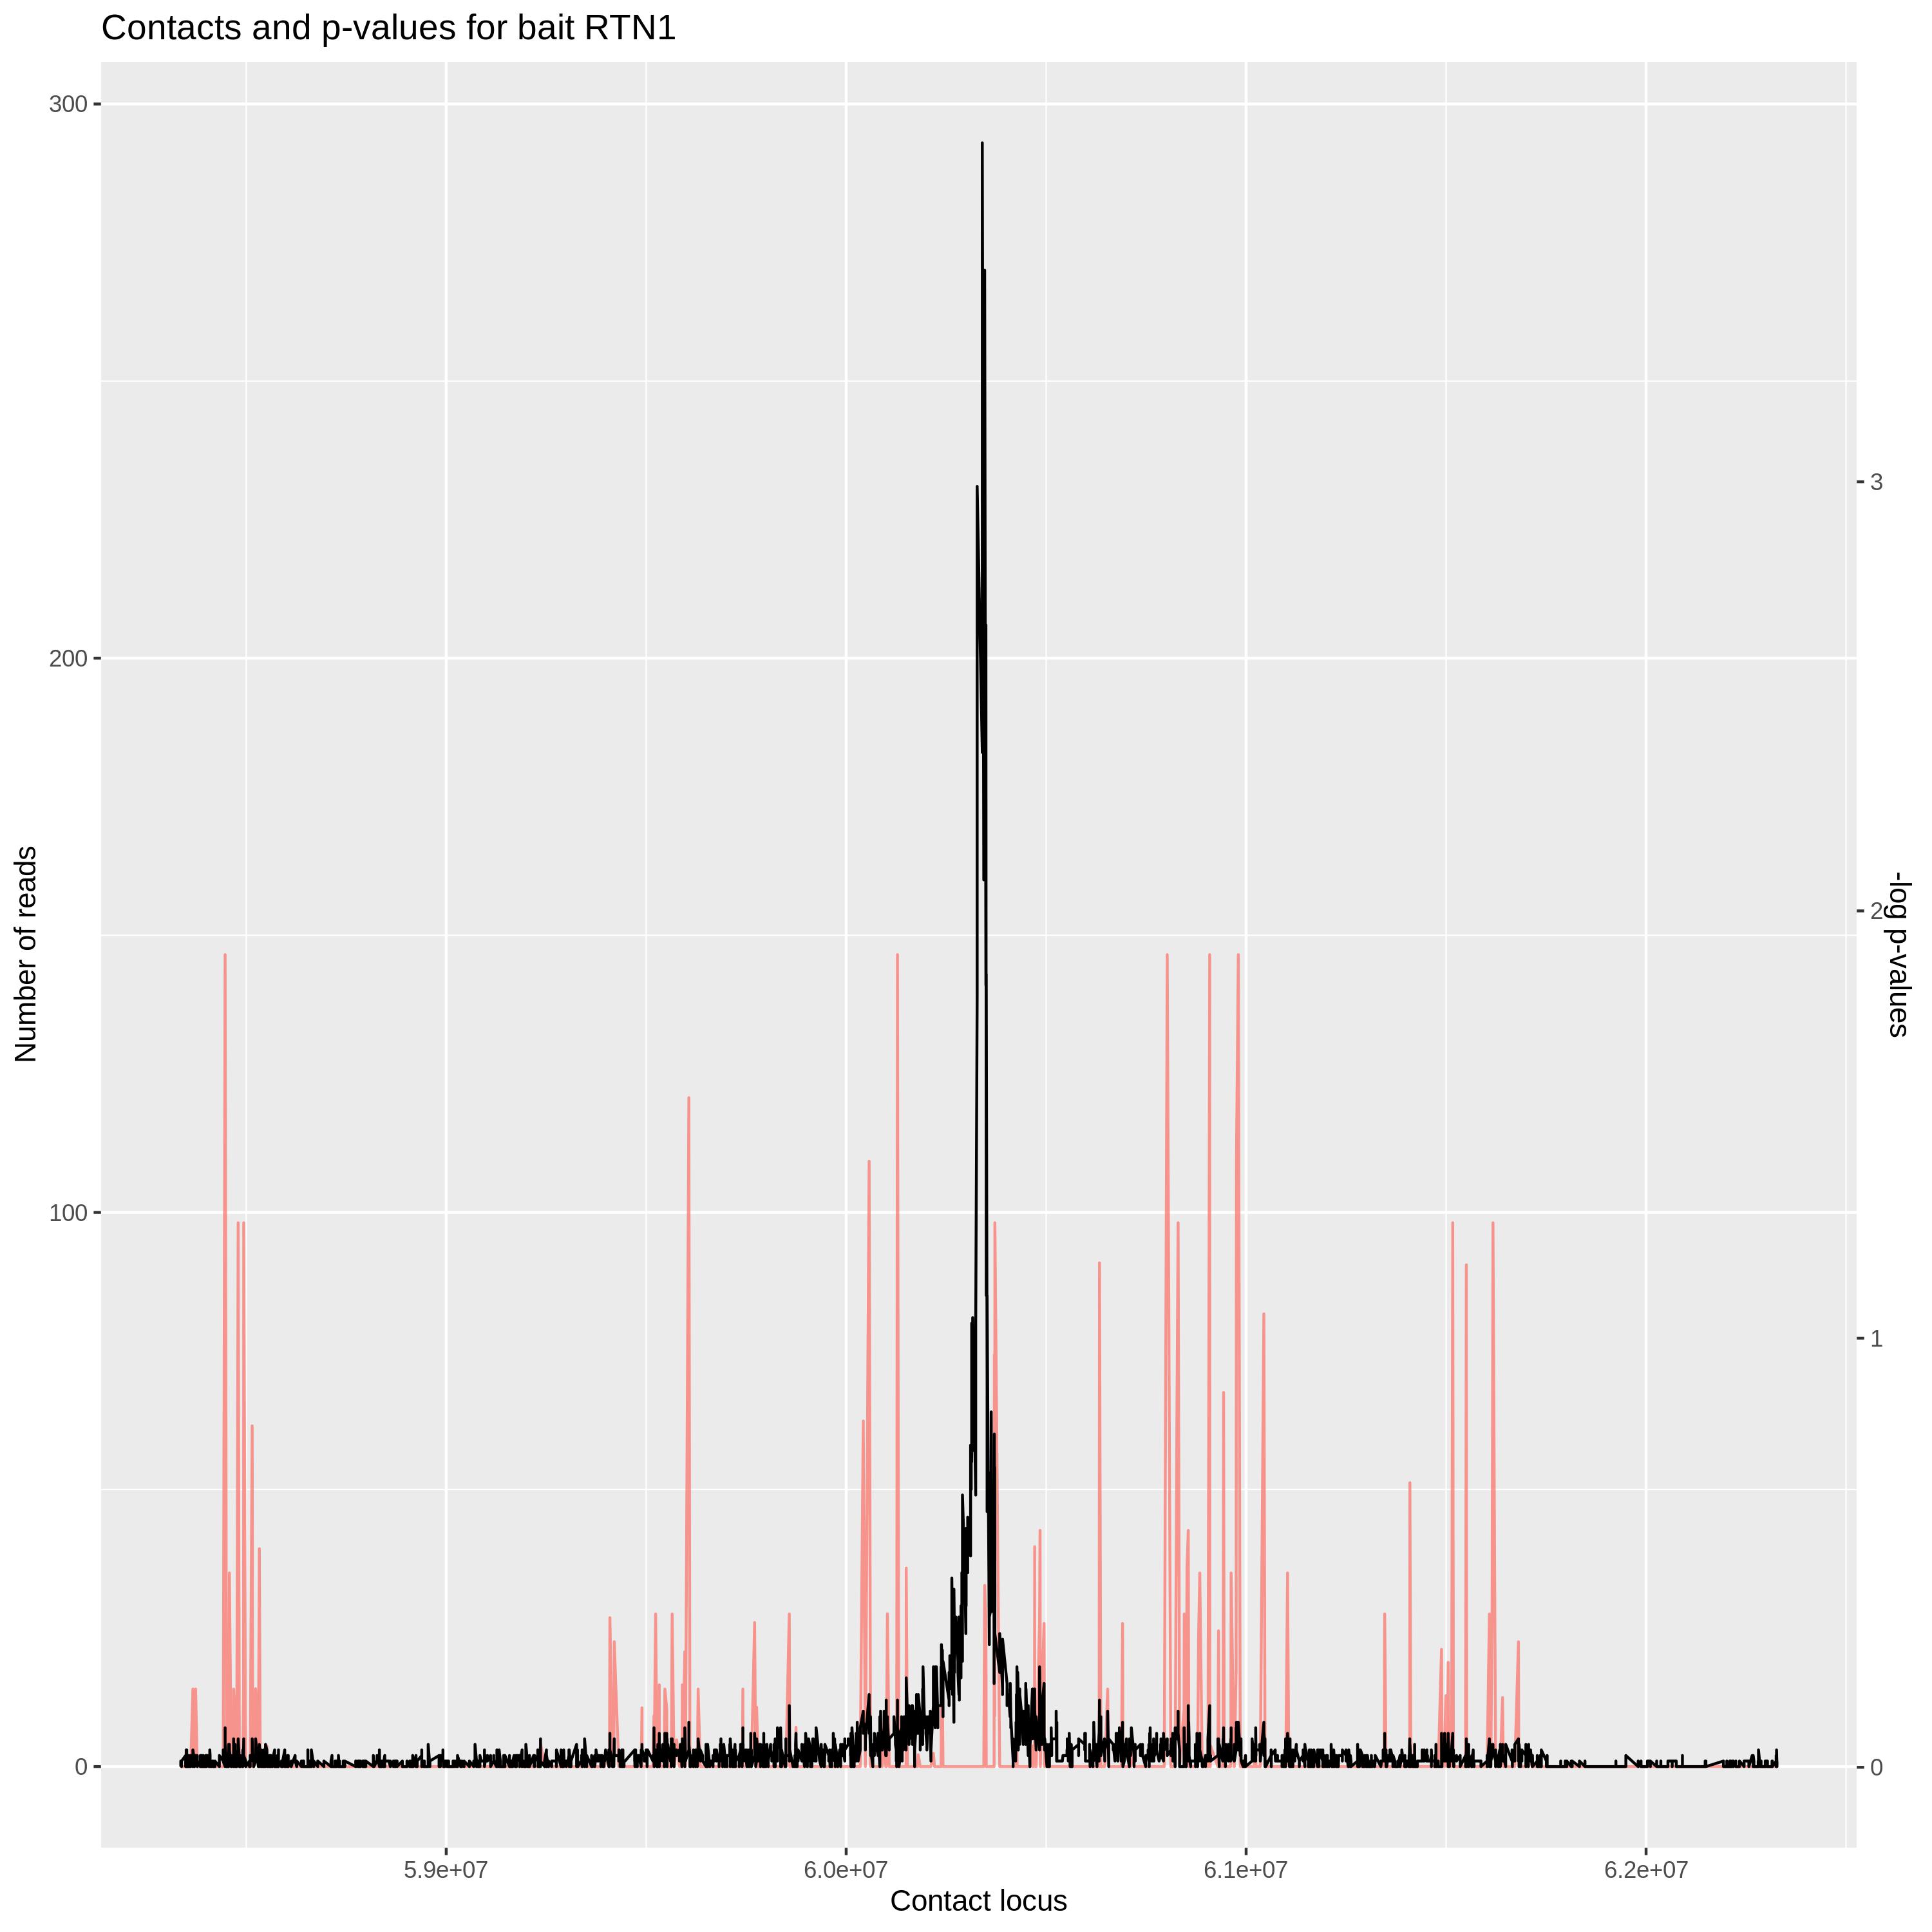 Contacts and p-values for bait RTN1
300
200
100
0
Number of reads
3
2
1
0
-log p-values
5.9e+07
6.0e+07
6.1e+07
6.2e+07
Contact locus